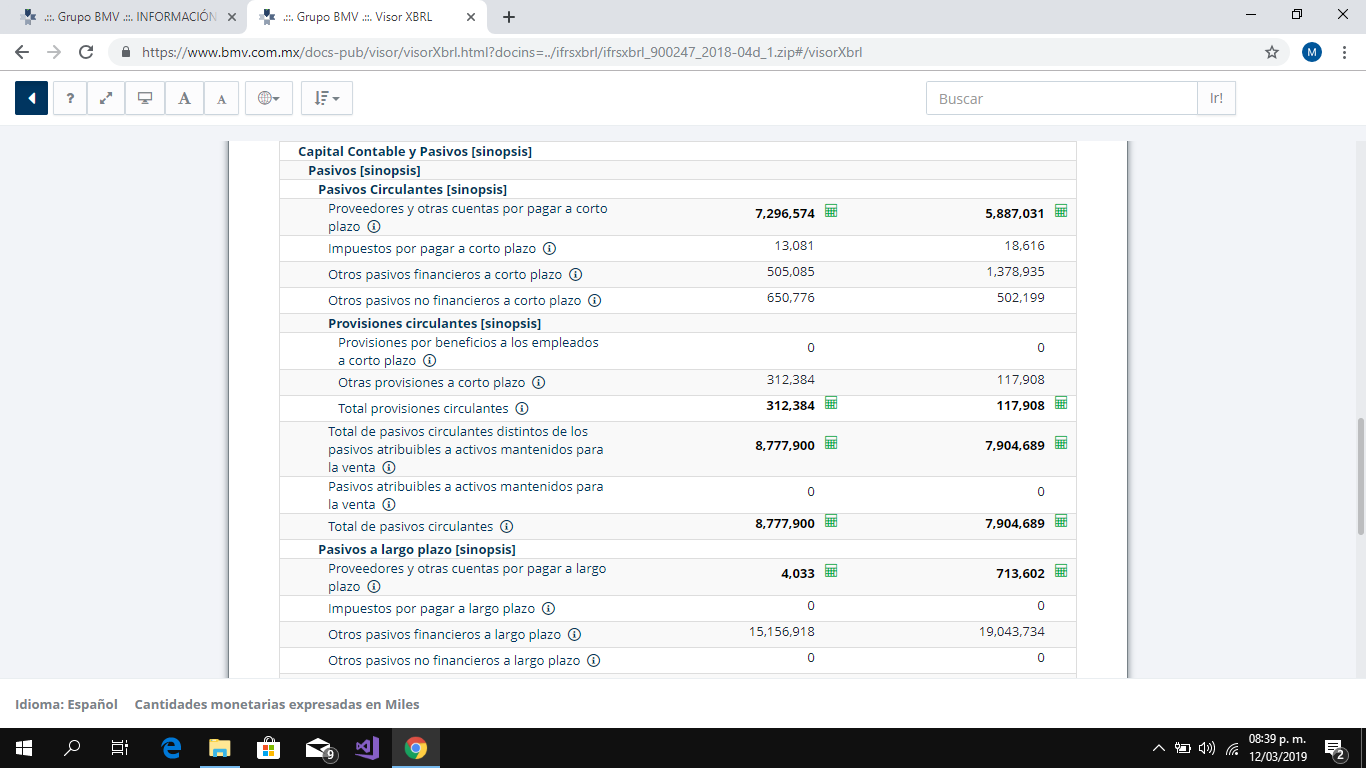 .::. Grupo BMV .::. INFORMACIÓN
.::. Grupo BMV .::. Visor XBRL
https://www.bmv.com.mx/docs-pub/visor/visorXbrl.html?docins=../ifrsxbrl/ifrsxbrl_900247_2018-04d_1.zip#/visorXbrl
M
? A A
Buscar Ir!
Capital Contable y Pasivos [sinopsis]
Pasivos [sinopsis]
Pasivos Circulantes [sinopsis]
Proveedores y otras cuentas por pagar a corto
plazo 7,296,574 5,887,031
Impuestos por pagar a corto plazo 13,081 18,616
Otros pasivos financieros a corto plazo 505,085 1,378,935
Otros pasivos no financieros a corto plazo 650,776 502,199
Provisiones circulantes [sinopsis]
Provisiones por beneficios a los empleados
a corto plazo 0 0
Otras provisiones a corto plazo 312,384 117,908
Total provisiones circulantes 312,384 117,908
Total de pasivos circulantes distintos de los
pasivos atribuibles a activos mantenidos para 8,777,900 7,904,689
la venta
Pasivos atribuibles a activos mantenidos para
la venta 0 0
Total de pasivos circulantes 8,777,900 7,904,689
Pasivos a largo plazo [sinopsis]
Proveedores y otras cuentas por pagar a largo
plazo 4,033 713,602
Impuestos por pagar a largo plazo 0 0
Otros pasivos financieros a largo plazo 15,156,918 19,043,734
Otros pasivos no financieros a largo plazo 0 0
Idioma: Español Cantidades monetarias expresadas en Miles
9
08:39 p. m.
12/03/2019
2